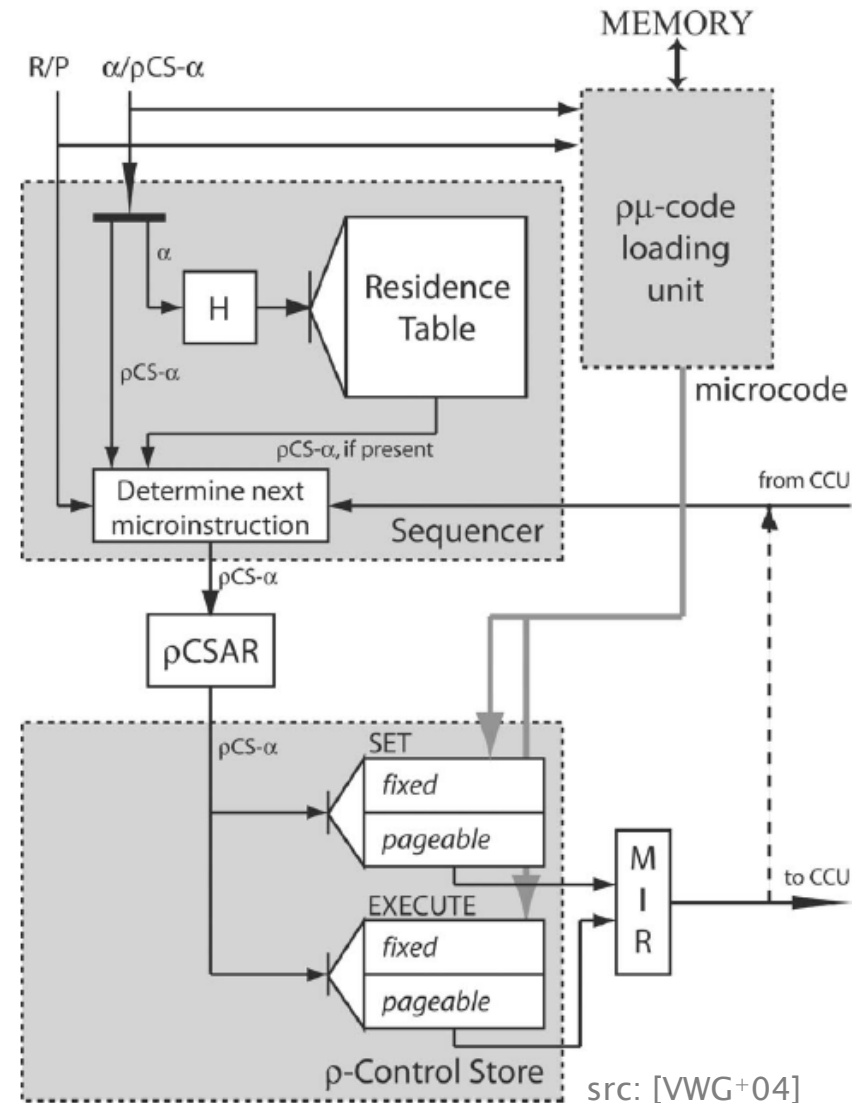 MEMORY
R/P
α/ρCS-α
ρμ-code
loading
unit
α
H
Residence
Table
ρCS-α
microcode
ρCS-α, if present
from CCU
Determine next
microinstruction
Sequencer
ρCS-α
ρCSAR
ρCS-α
SET
fixed
pageable
M
I
R
to CCU
EXECUTE
fixed
pageable
ρ-Control Store
src: [VWG+04]